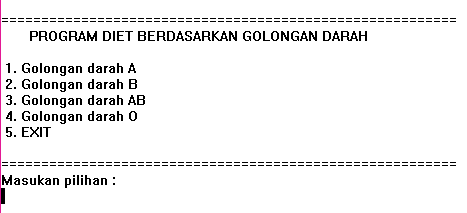 =========================================================
PROGRAM DIET BERDASARKAN GOLONGAN DARAH
1. Golongan darah A
2. Golongan darah B
3. Golongan darah AB
4. Golongan darah O
5. EXIT
=========================================================
Masukan pilihan :